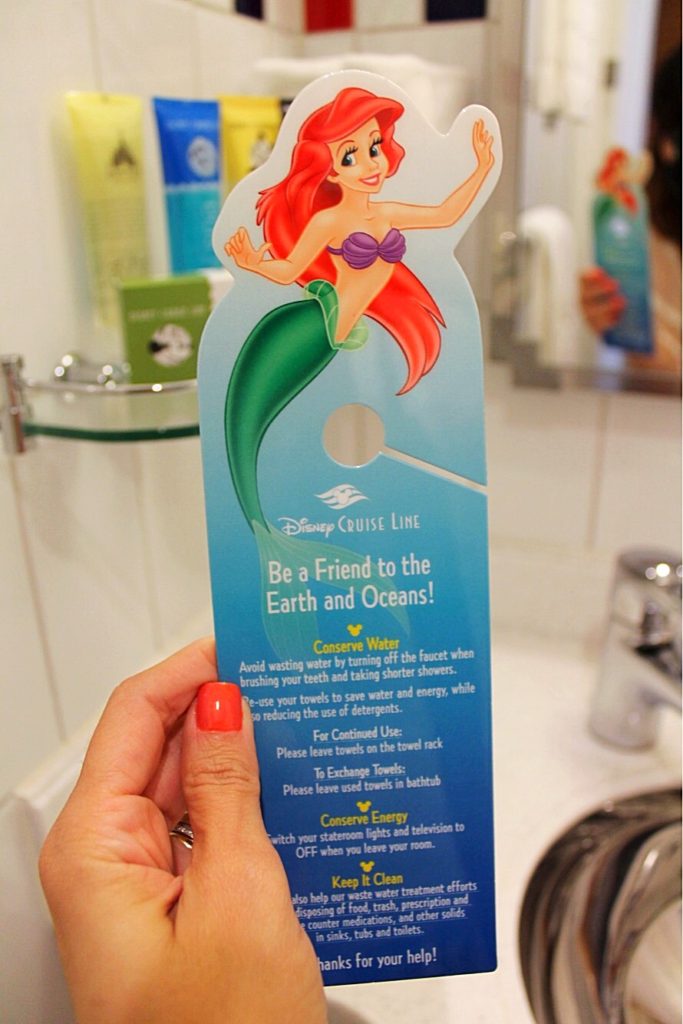 Disney CRUISE LINE
Be a Friend to the
Earth and Oceans!
Conserve Water
Avoid wasting water by turning off the faucet when
brushing your teeth and taking shorter showers.
e-use your towels to save water and energy, while
so reducing the use of detergents.
For Continued Use:
Please leave towels on the towel rack
To Exchange Towels:
Please leave used towels in bathtub
Conserve Energy
witch your stateroom lights and television to
OFF when you leave your room.
Keep It Clean
also help our waste water treatment efforts
disposing of food, trash, prescription and
counter medications, and other solids
in sinks, tubs and toilets.
hanks for your help!